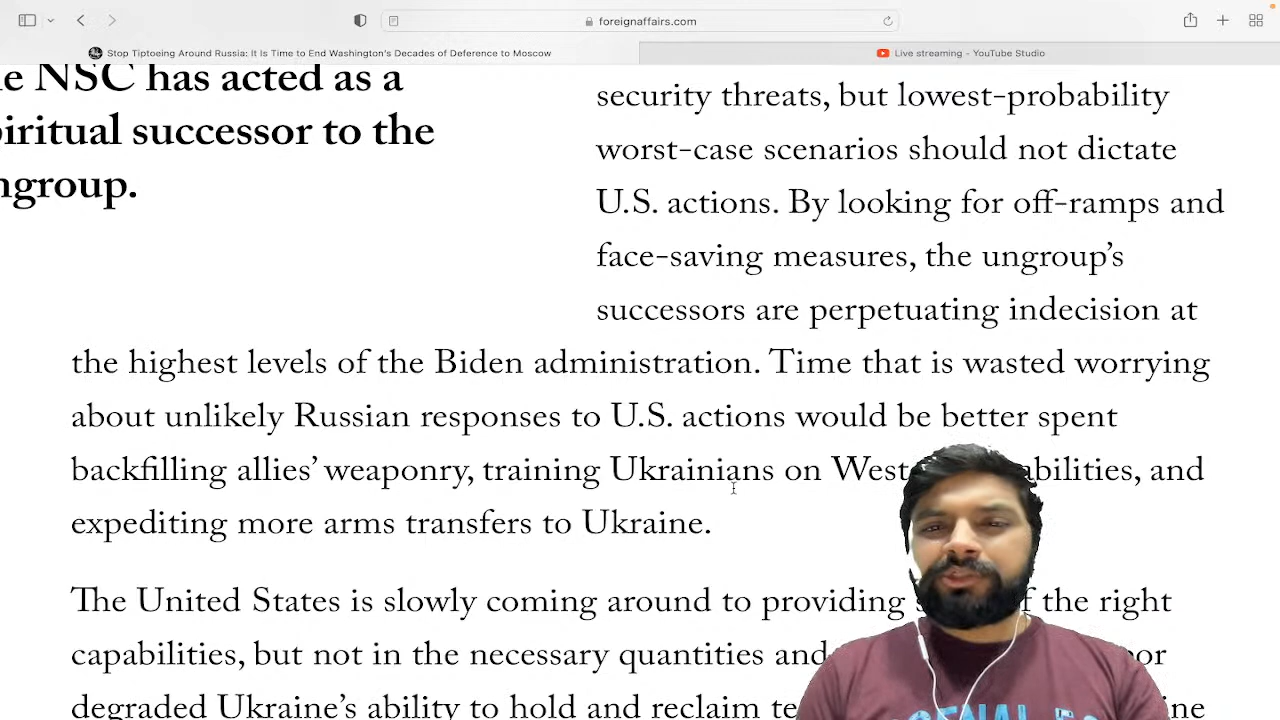 foreignaffairs.com
Stop Tiptoeing Around Russia: It Is Time to End Washington's Decades of Deference to Moscow
Live streaming - YouTube Studio
NSC has acted as a
successor to the
security threats, but lowest-probability
worst-case scenarios should not dictate
U.S. actions. By looking for off-ramps and
face-saving measures, the ungroup’s
successors are perpetuating indecision at
the highest levels of the Biden administration. Time that is wasted worrying
about unlikely Russian responses to U.S. actions would be better spent
backfilling allies’ weaponry, training Ukrainians on and
expediting more arms transfers to Ukraine.
The United States is slowly coming around to providing the right
capabilities, but not in the necessary quantities and
degraded Ukraine’s ability to hold and reclaim